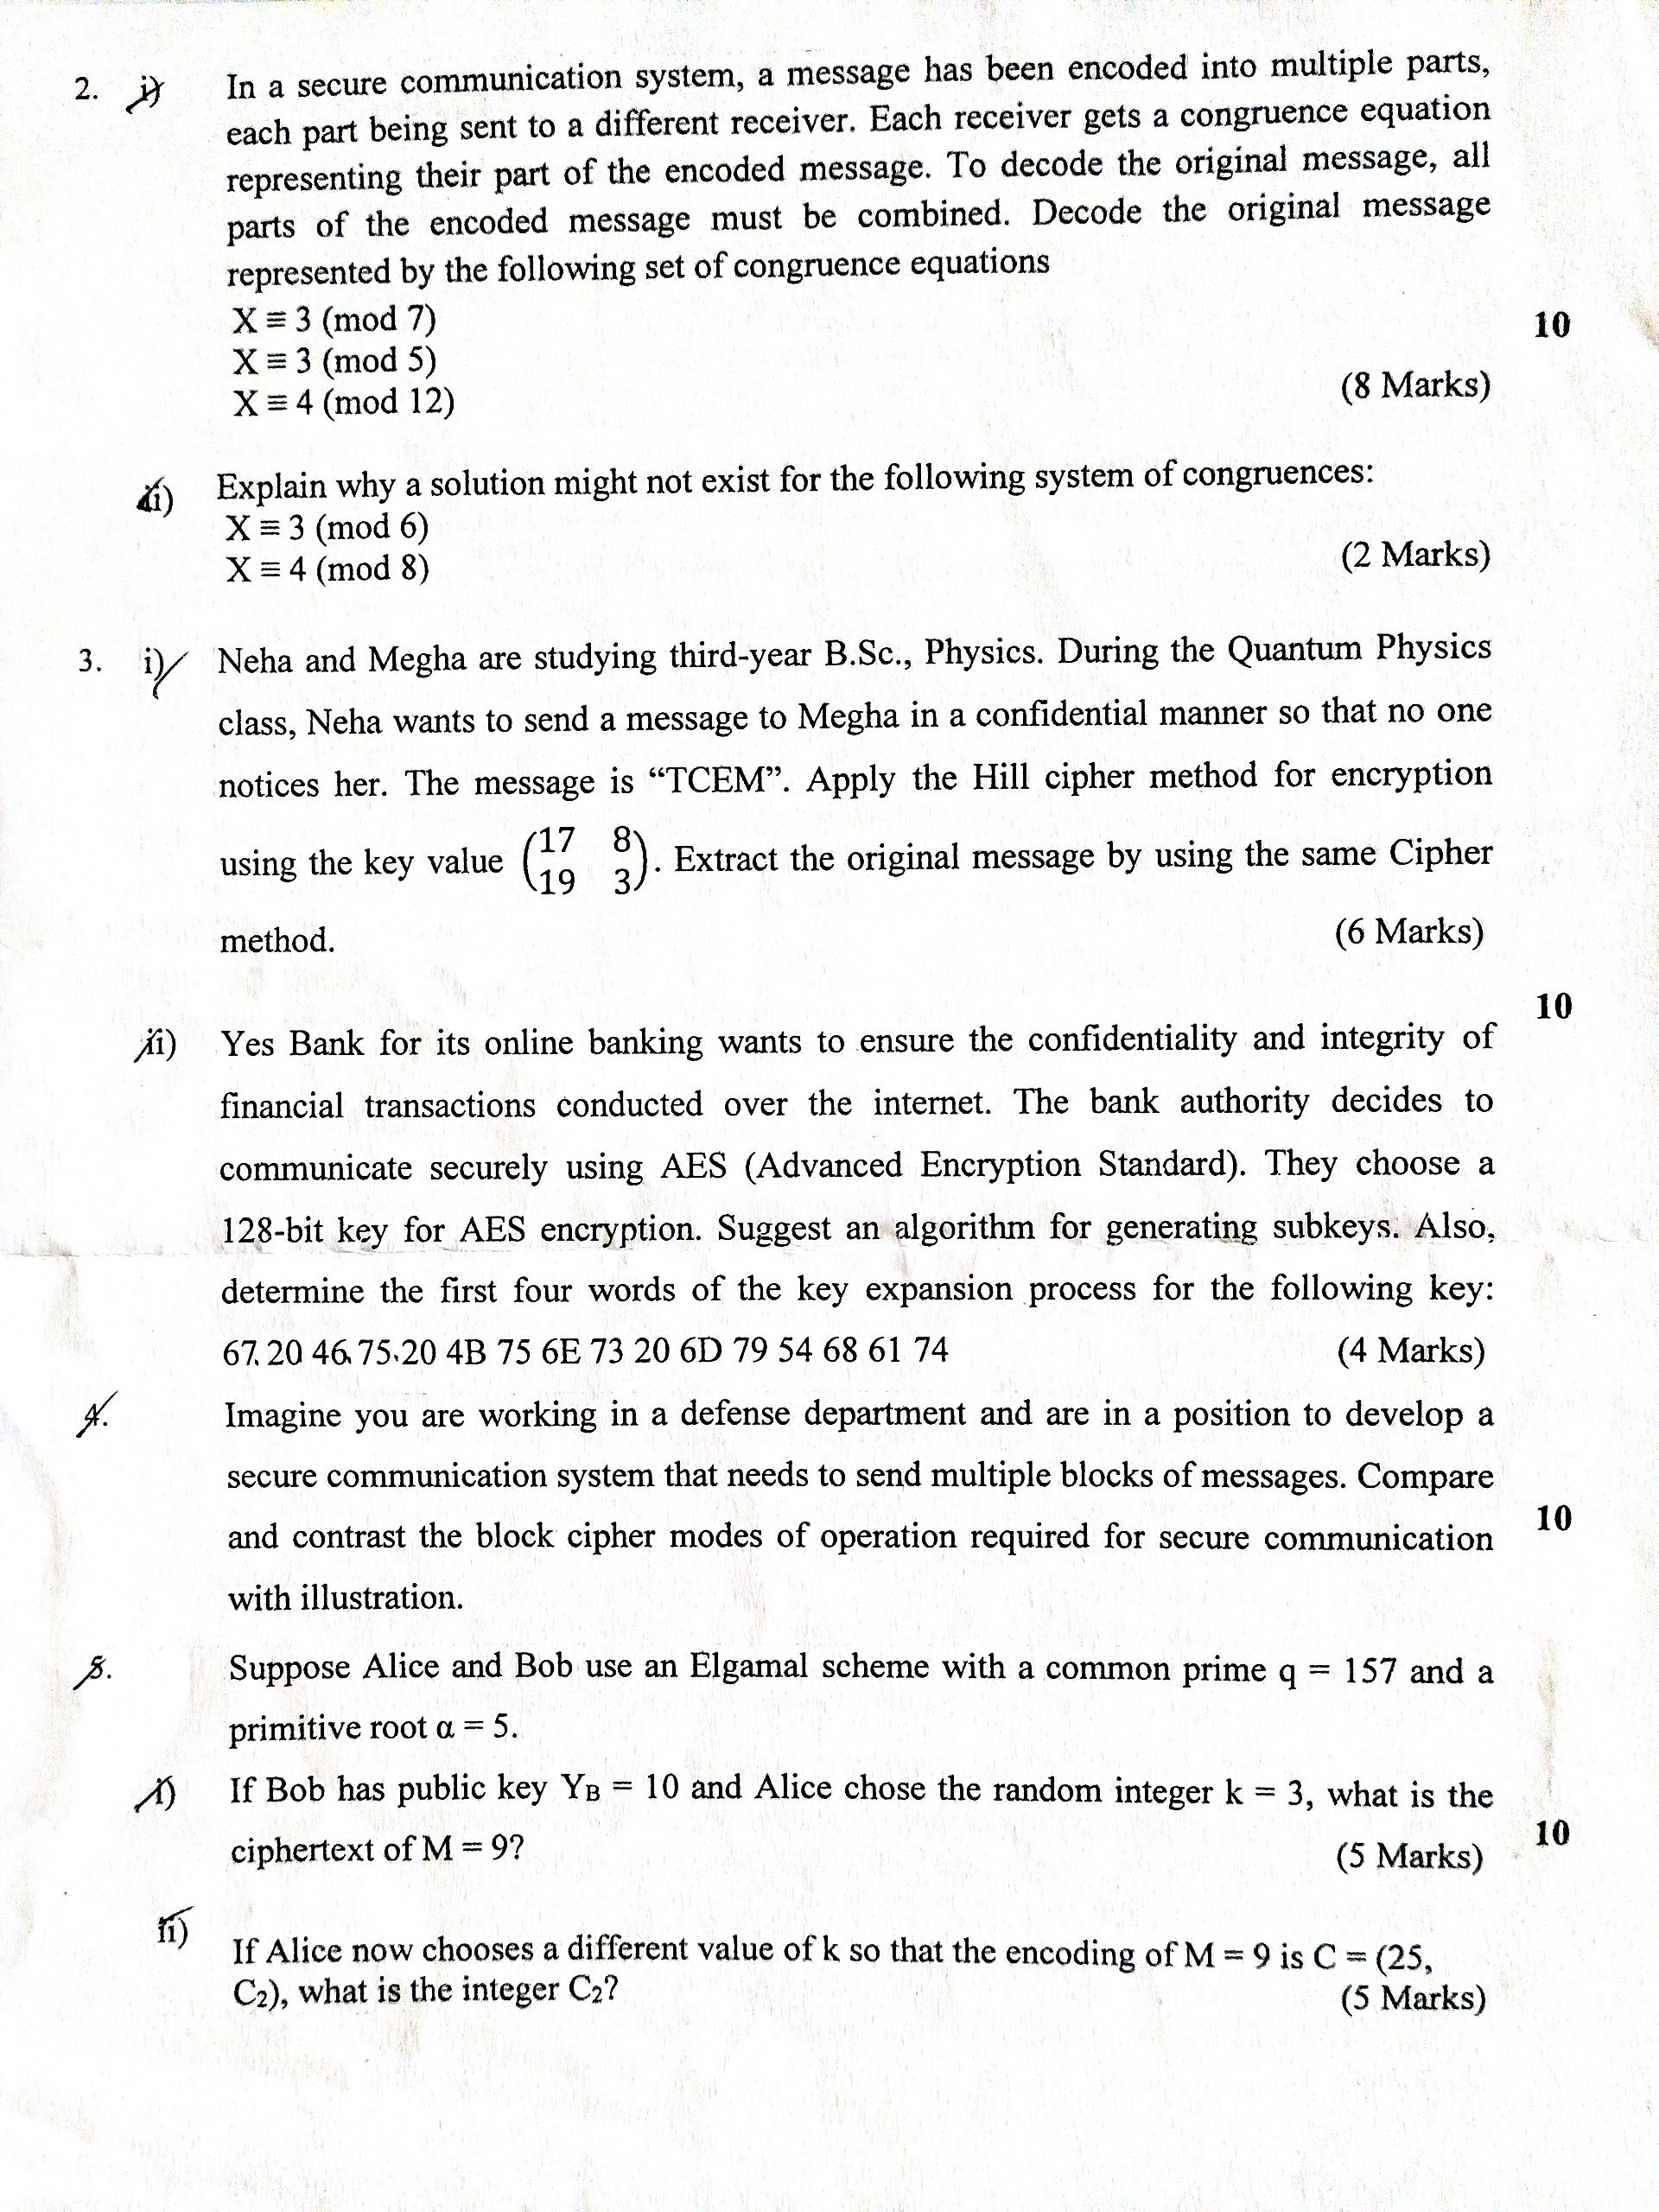 2. i) In a secure communication system, a message has been encoded into multiple parts,
each part being sent to a different receiver. Each receiver gets a congruence equation
representing their part of the encoded message. To decode the original message, all
parts of the encoded message must be combined. Decode the original message
represented by the following set of congruence equations
X ≡ 3 (mod 7)
10
X ≡ 3 (mod 5)
X ≡ 4 (mod 12) (8 Marks)
ii) Explain why a solution might not exist for the following system of congruences:
X ≡ 3 (mod 6)
X ≡ 4 (mod 8) (2 Marks)
3. i) Neha and Megha are studying third-year B.Sc., Physics. During the Quantum Physics
class, Neha wants to send a message to Megha in a confidential manner so that no one
notices her. The message is “TCEM”. Apply the Hill cipher method for encryption
using the key value (17 8
19 3). Extract the original message by using the same Cipher
method. (6 Marks)
10
ii) Yes Bank for its online banking wants to ensure the confidentiality and integrity of
financial transactions conducted over the internet. The bank authority decides to
communicate securely using AES (Advanced Encryption Standard). They choose a
128-bit key for AES encryption. Suggest an algorithm for generating subkeys. Also,
determine the first four words of the key expansion process for the following key:
67 20 46 75 20 4B 75 6E 73 20 6D 79 54 68 61 74 (4 Marks)
4. Imagine you are working in a defense department and are in a position to develop a
secure communication system that needs to send multiple blocks of messages. Compare
and contrast the block cipher modes of operation required for secure communication
10
with illustration.
5. Suppose Alice and Bob use an Elgamal scheme with a common prime q = 157 and a
primitive root α = 5.
i) If Bob has public key YB = 10 and Alice chose the random integer k = 3, what is the
10
ciphertext of M = 9? (5 Marks)
ii) If Alice now chooses a different value of k so that the encoding of M = 9 is C = (25,
C2), what is the integer C2? (5 Marks)